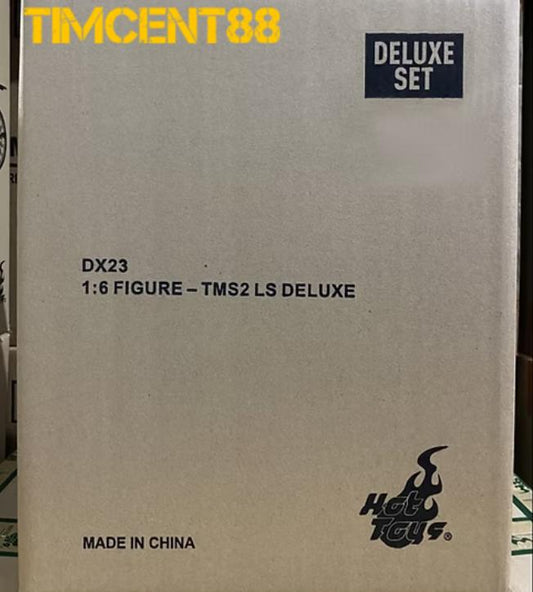 TIMCENT88
DELUXE
SET
DX23
1:6 FIGURE – TMS2 LS DELUXE
Hot
Toys®
MADE IN CHINA